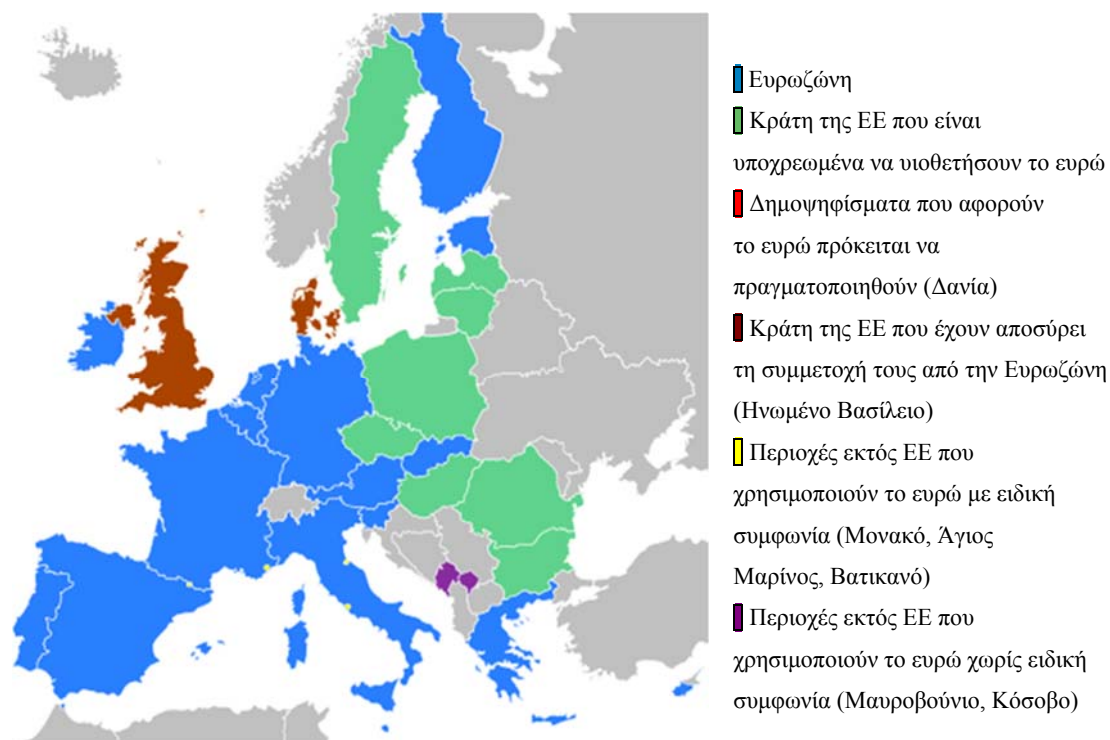 Ευρωζώνη
Κράτη της ΕΕ που είναι
υποχρεωμένα να υιοθετήσουν το ευρώ
Δημοψηφίσματα που αφορούν
το ευρώ πρόκειται να
πραγματοποιηθούν (Δανία)
Κράτη της ΕΕ που έχουν αποσύρει
τη συμμετοχή τους από την Ευρωζώνη
(Ηνωμένο Βασίλειο)
Περιοχές εκτός ΕΕ που
χρησιμοποιούν το ευρώ με ειδική
συμφωνία (Μονακό, Άγιος
Μαρίνος, Βατικανό)
Περιοχές εκτός ΕΕ που
χρησιμοποιούν το ευρώ χωρίς ειδική
συμφωνία (Μαυροβούνιο, Κόσοβο)